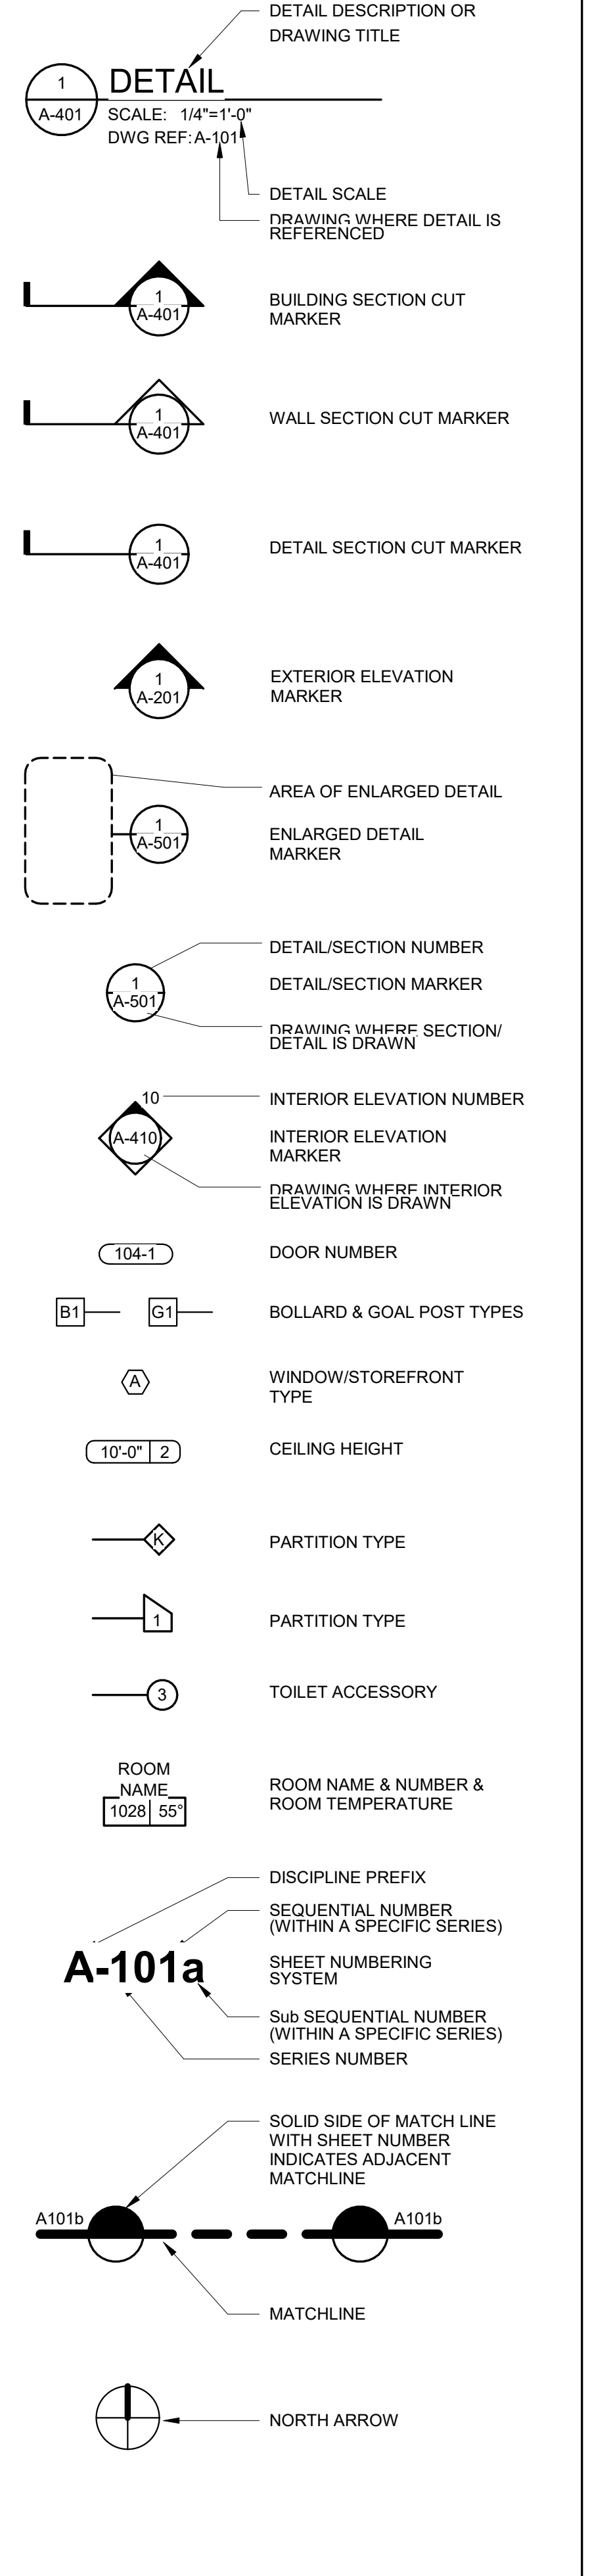 DETAIL DESCRIPTION OR
DRAWING TITLE
1
DETAIL
A-401
SCALE: 1/4"=1'-0"
DWG REF: A-101
DETAIL SCALE
DRAWING WHERE DETAIL IS
REFERENCED
1
A-401
BUILDING SECTION CUT
MARKER
1
A-401
WALL SECTION CUT MARKER
1
A-401
DETAIL SECTION CUT MARKER
1
A-201
EXTERIOR ELEVATION
MARKER
AREA OF ENLARGED DETAIL
1
A-501
ENLARGED DETAIL
MARKER
DETAIL/SECTION NUMBER
1
A-501
DETAIL/SECTION MARKER
DRAWING WHERE SECTION/
DETAIL IS DRAWN
10
INTERIOR ELEVATION NUMBER
A-410
INTERIOR ELEVATION
MARKER
DRAWING WHERE INTERIOR
ELEVATION IS DRAWN
104-1
DOOR NUMBER
B1
G1
BOLLARD & GOAL POST TYPES
A
WINDOW/STOREFRONT
TYPE
10'-0" 2
CEILING HEIGHT
K
PARTITION TYPE
1
PARTITION TYPE
3
TOILET ACCESSORY
ROOM
NAME
1028 55°
ROOM NAME & NUMBER &
ROOM TEMPERATURE
DISCIPLINE PREFIX
SEQUENTIAL NUMBER
(WITHIN A SPECIFIC SERIES)
A-101a
SHEET NUMBERING
SYSTEM
Sub SEQUENTIAL NUMBER
(WITHIN A SPECIFIC SERIES)
SERIES NUMBER
SOLID SIDE OF MATCH LINE
WITH SHEET NUMBER
INDICATES ADJACENT
MATCHLINE
A101b
A101b
MATCHLINE
NORTH ARROW